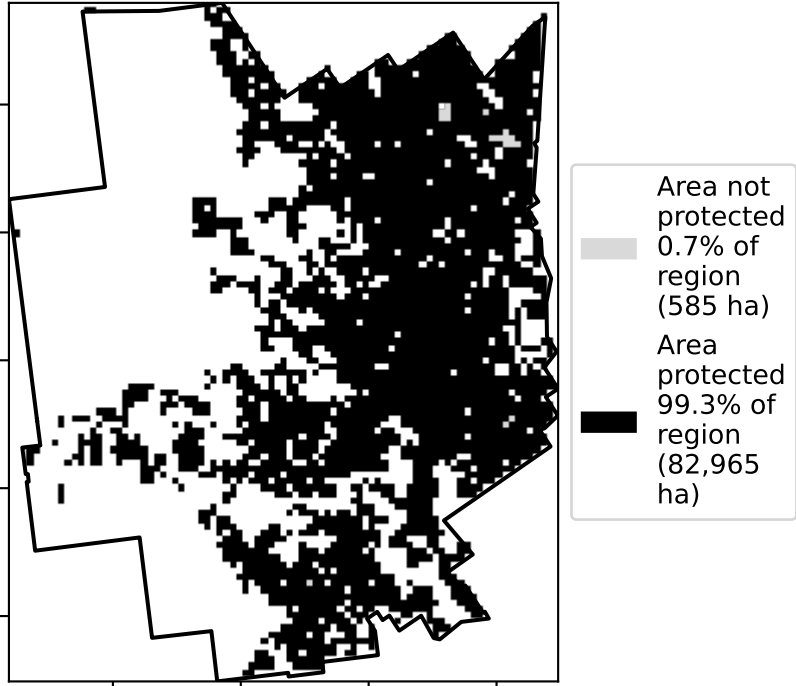 Area not
protected
0.7% of
region
(585 ha)
Area
protected
99.3% of
region
(82,965
ha)